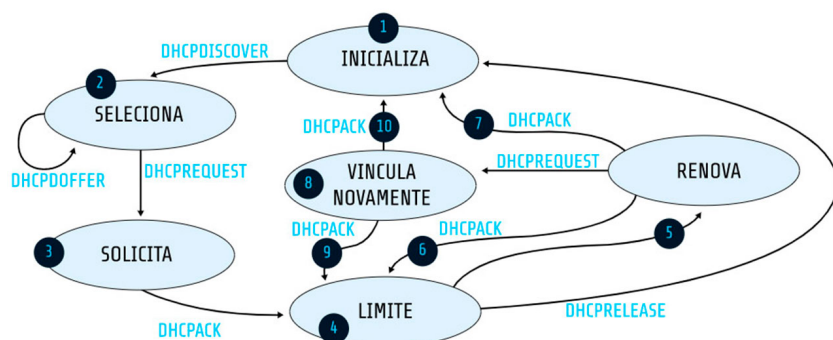 1
INICIALIZA
DHCPDISCOVER
2
SELECIONA
DHCPDOFFER
DHCPREQUEST
3
SOLICITA
DHCPACK
4
LIMITE
DHCPRELEASE
5
RENOVA
DHCPACK
6
DHCPACK
7
DHCPREQUEST
8
VINCULA
NOVAMENTE
DHCPACK
9
DHCPACK
10